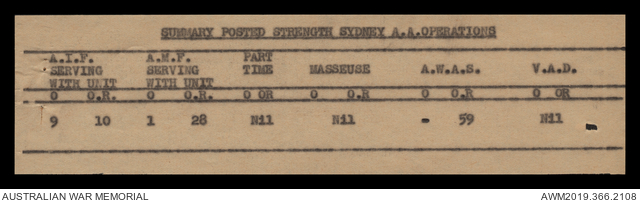 SUMMARY POSTED STRENGTH SYDNEY A.A.OPERATIONS
A.I.F. A.M.F. PART
SERVING SERVING TIME MASSEUSE A.W.A.S. V.A.D.
WITH UNIT WITH UNIT
O O.R. O O.R. O OR O O.R O O.R O OR
9 10 1 28 Nil Nil - 59 Nil
AUSTRALIAN WAR MEMORIAL AWM2019.366.2108